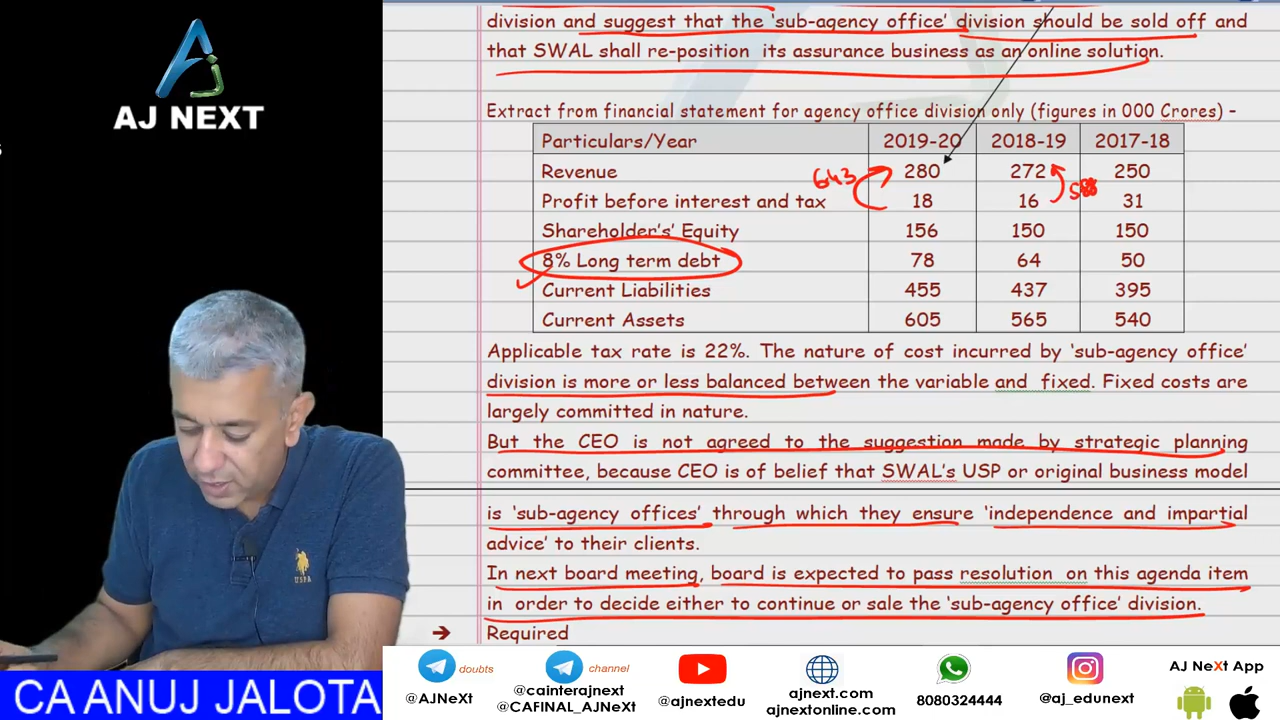 AJ NEXT
division and suggest that the ‘sub-agency office’ division should be sold off and
that SWAL shall re-position its assurance business as an online solution.
Extract from financial statement for agency office division only (figures in 000 Crores) –
Particulars/Year 2019-20 2018-19 2017-18
Revenue 280 272 250
643
Profit before interest and tax 18 16 31
Shareholder’s’ Equity 156 150 150
8% Long term debt 78 64 50
Current Liabilities 455 437 395
Current Assets 605 565 540
Applicable tax rate is 22%. The nature of cost incurred by ‘sub-agency office’
division is more or less balanced between the variable and fixed. Fixed costs are
largely committed in nature.
But the CEO is not agreed to the suggestion made by strategic planning
committee, because CEO is of belief that SWAL’s USP or original business model
is ‘sub-agency offices’ through which they ensure ‘independence and impartial
advice’ to their clients.
In next board meeting, board is expected to pass resolution on this agenda item
in order to decide either to continue or sale the ‘sub-agency office’ division.
→ Required
CA ANUJ JALOTA
doubts
@AJNeXt
channel
@cainterajnext
@CAFINAL_AJNeXt
@ajnextedu
ajnext.com
ajnextonline.com
8080324444
@aj_edunext
AJ NeXt App
USPA